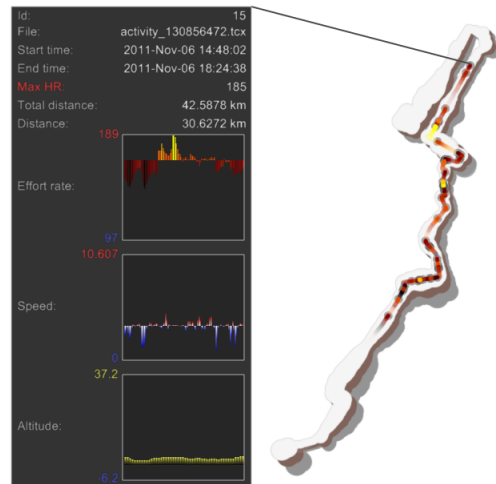 Id: 15
File: activity_130856472.tcx
Start time: 2011-Nov-06 14:48:02
End time: 2011-Nov-06 18:24:38
Max HR: 185
Total distance: 42.5878 km
Distance: 30.6272 km
189
Effort rate:
97
10.607
Speed:
0
37.2
Altitude:
-6.2